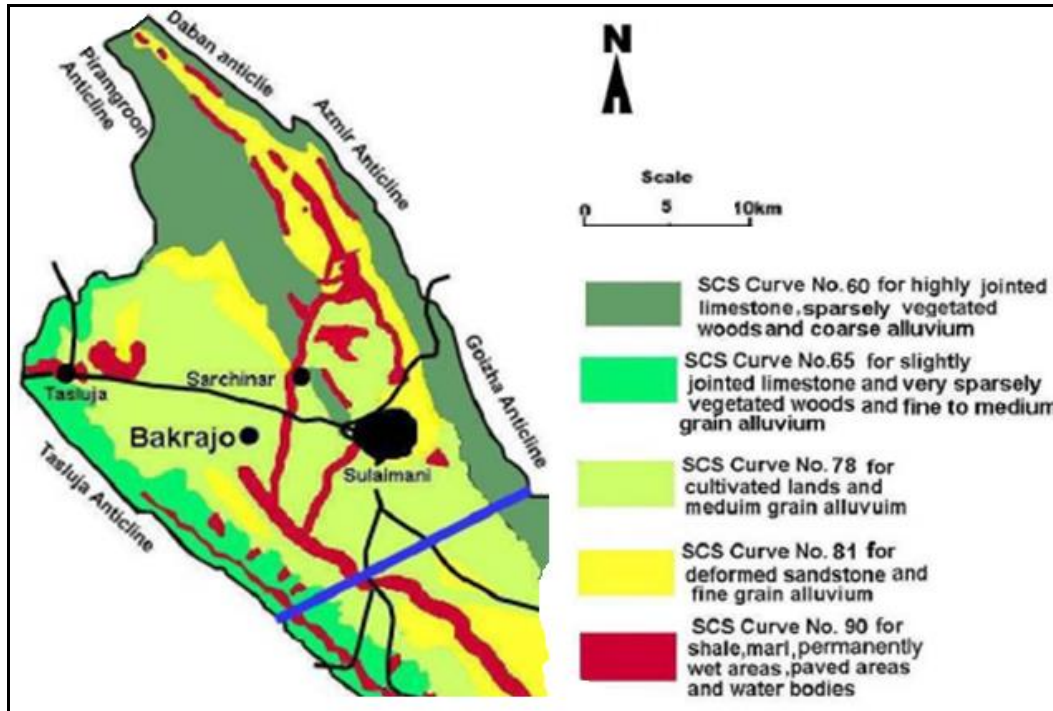 Daban anticlie
Piramgroon
Anticline
Azmir Anticline
N
Scale
0 5 10km
Goizha Anticline
Tasluja
Sarchinar
Bakrajo
Sulaimani
Tasluja Anticline
SCS Curve No.60 for highly jointed
limestone,sparsely vegetated
woods and coarse alluvium
SCS Curve No.65 for slightly
jointed limestone and very sparsely
vegetated woods and fine to medium
grain alluvium
SCS Curve No. 78 for
cultivated lands and
meduim grain alluvuim
SCS Curve No. 81 for
deformed sandstone and
fine grain alluvium
SCS Curve No. 90 for
shale,marl,permanently
wet areas,paved areas
and water bodies